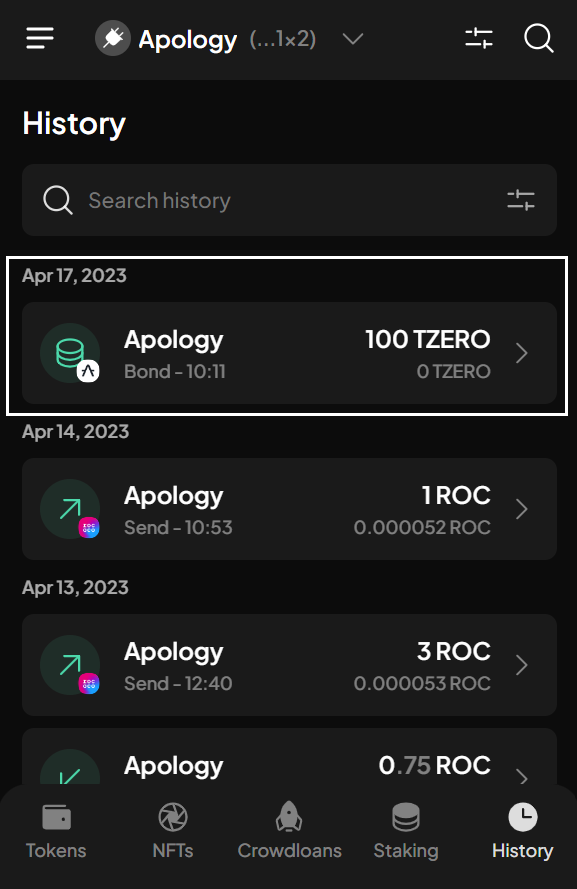 Apology (...1×2)
History
Search history
Apr 17, 2023
Apology 100 TZERO
Bond - 10:11 0 TZERO
Apr 14, 2023
Apology 1 ROC
Send - 10:53 0.000052 ROC
Apr 13, 2023
Apology 3 ROC
Send - 12:40 0.000053 ROC
Apology 0.75 ROC
Tokens NFTs Crowdloans Staking History